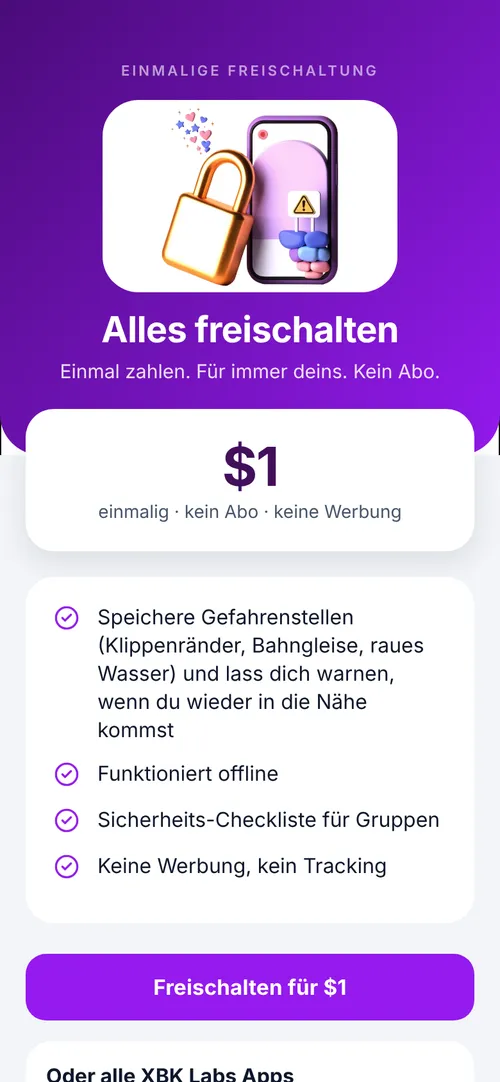 EINMALIGE FREISCHALTUNG
Alles freischalten
Einmal zahlen. Für immer deins. Kein Abo.
$1
einmalig · kein Abo · keine Werbung
Speichere Gefahrenstellen
(Klippenränder, Bahngleise, raues
Wasser) und lass dich warnen,
wenn du wieder in die Nähe
kommst
Funktioniert offline
Sicherheits-Checkliste für Gruppen
Keine Werbung, kein Tracking
Freischalten für $1
Oder alle XBK Labs Apps